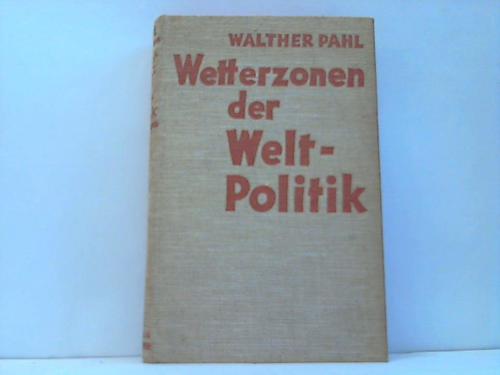 WALTHER PAHL
Wetterzonen
der
Welt-
Politik